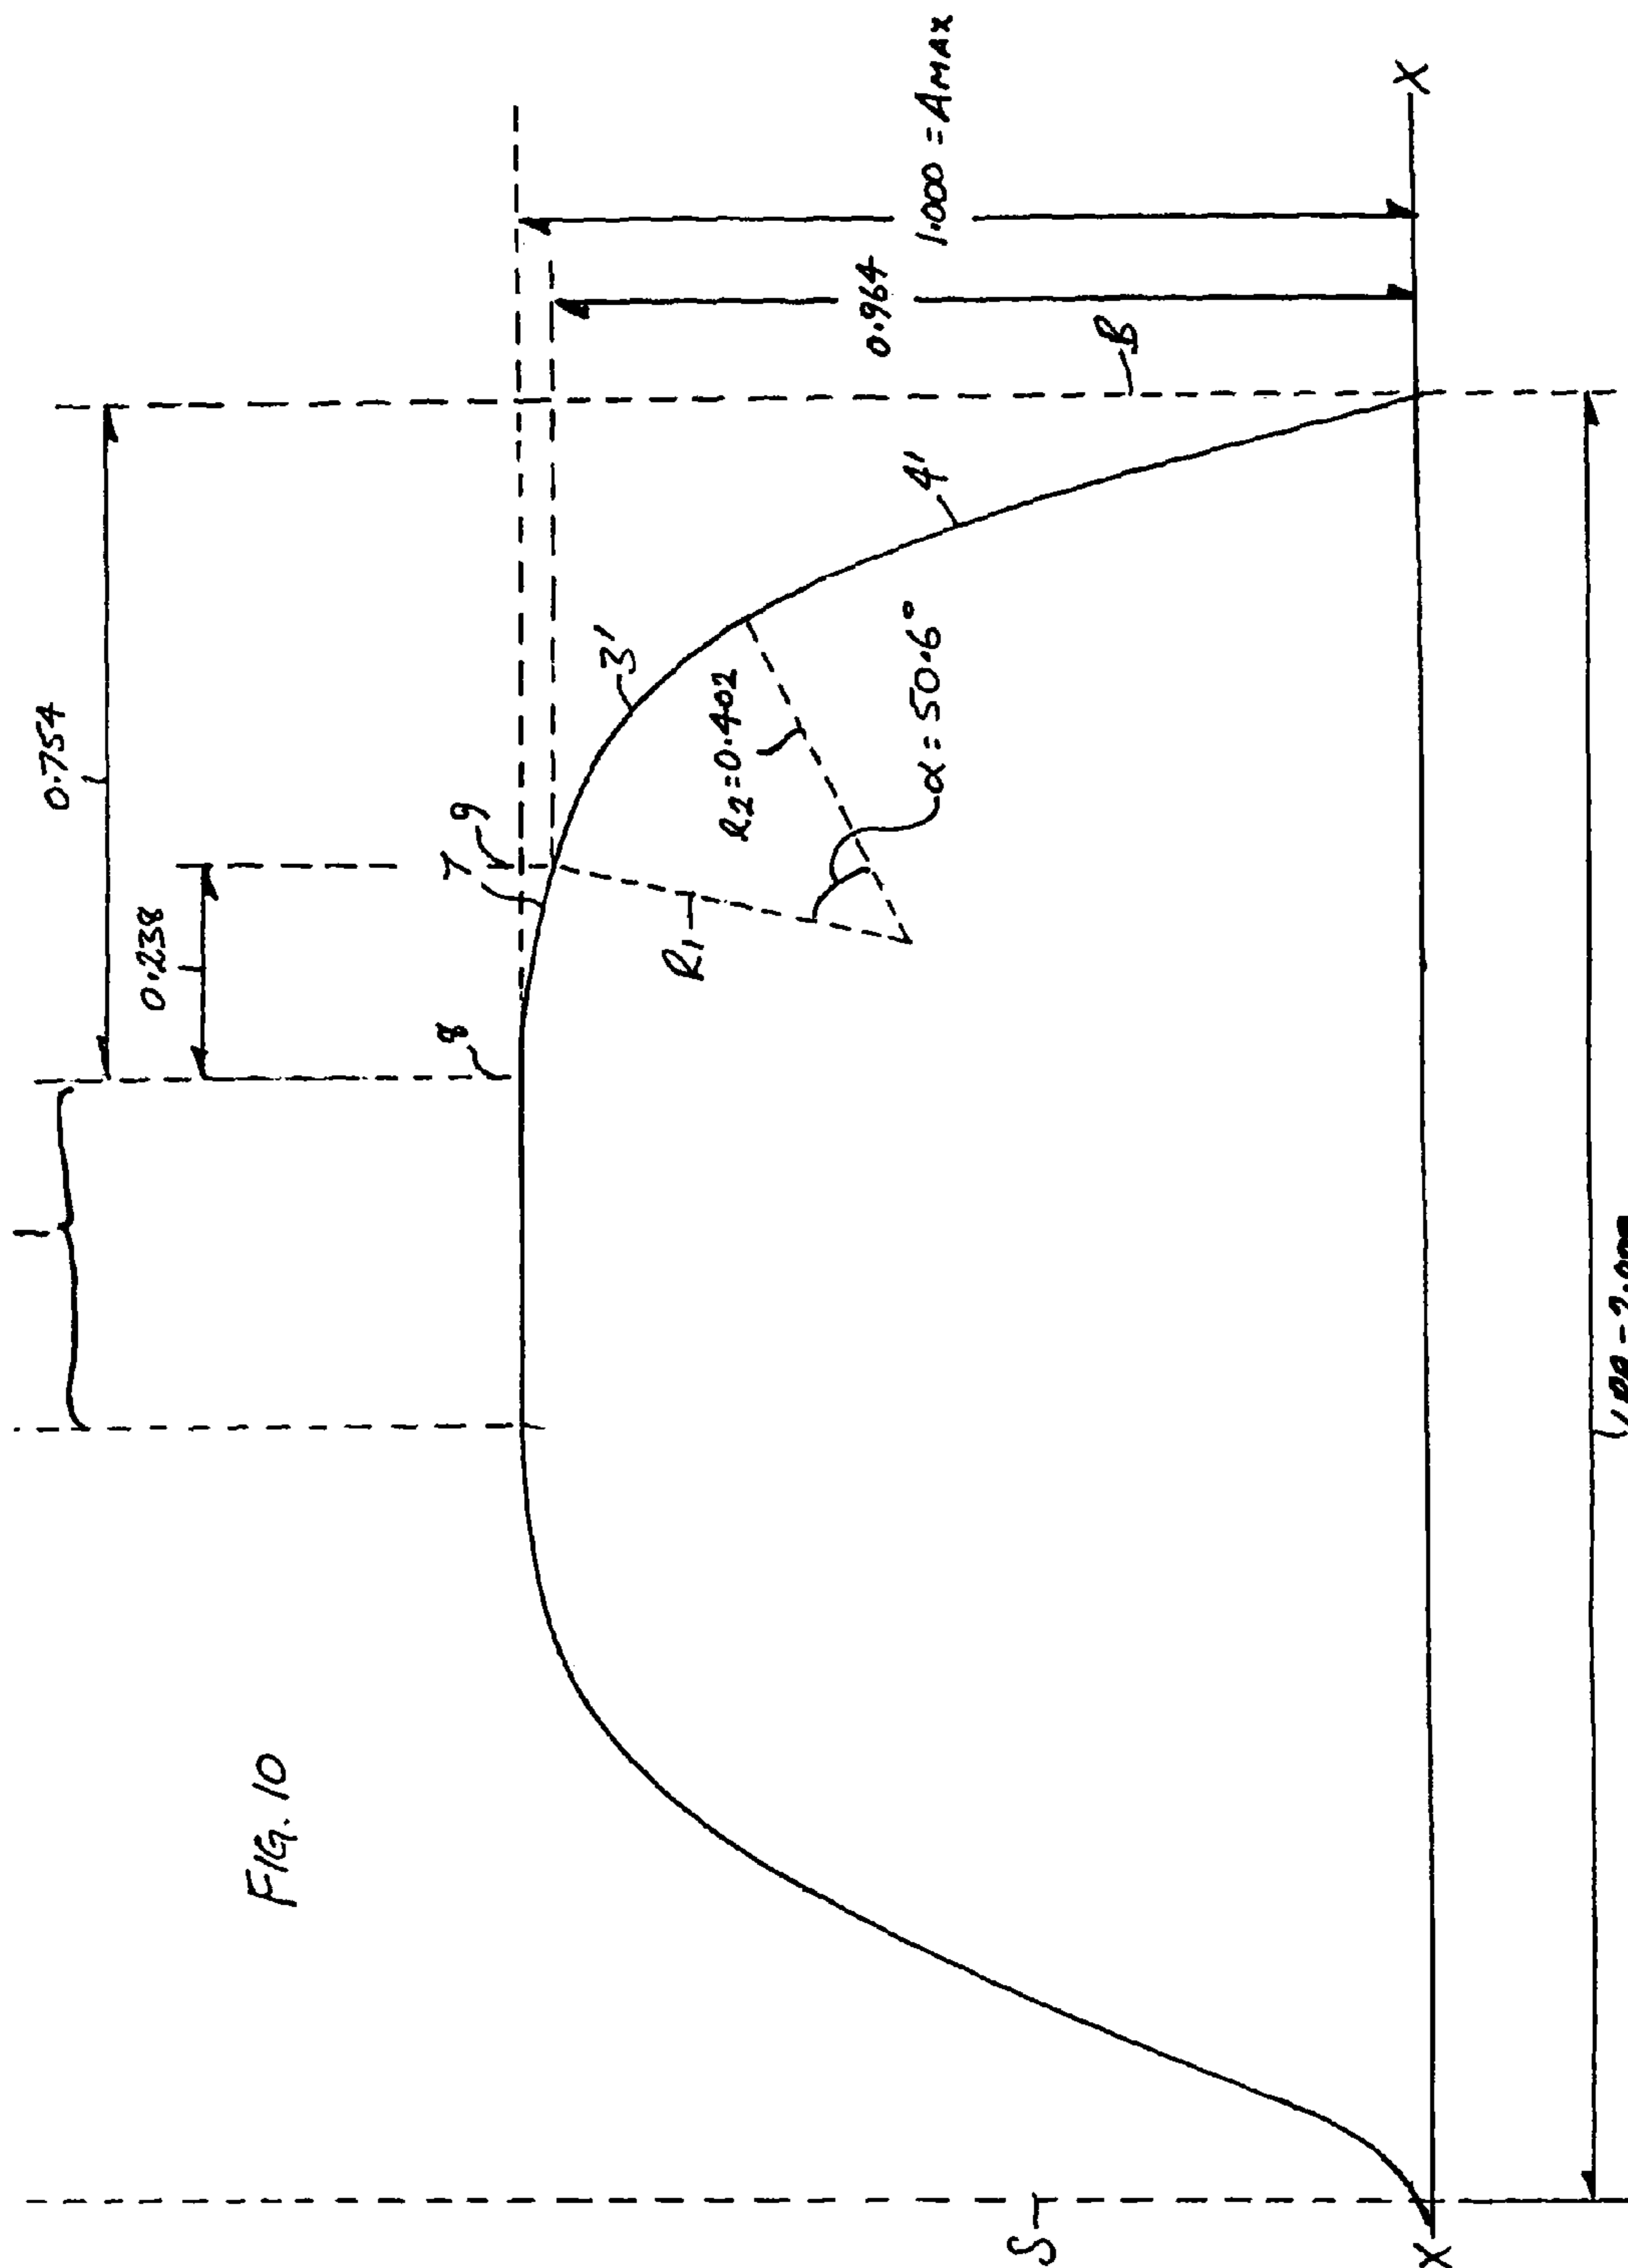 FIG. 10
1
0.754
0.238
8
7
9
3'
4'
R1
R2=0.402
α=50.6°
0.964
1.000 = AMAX
B
S
X
X